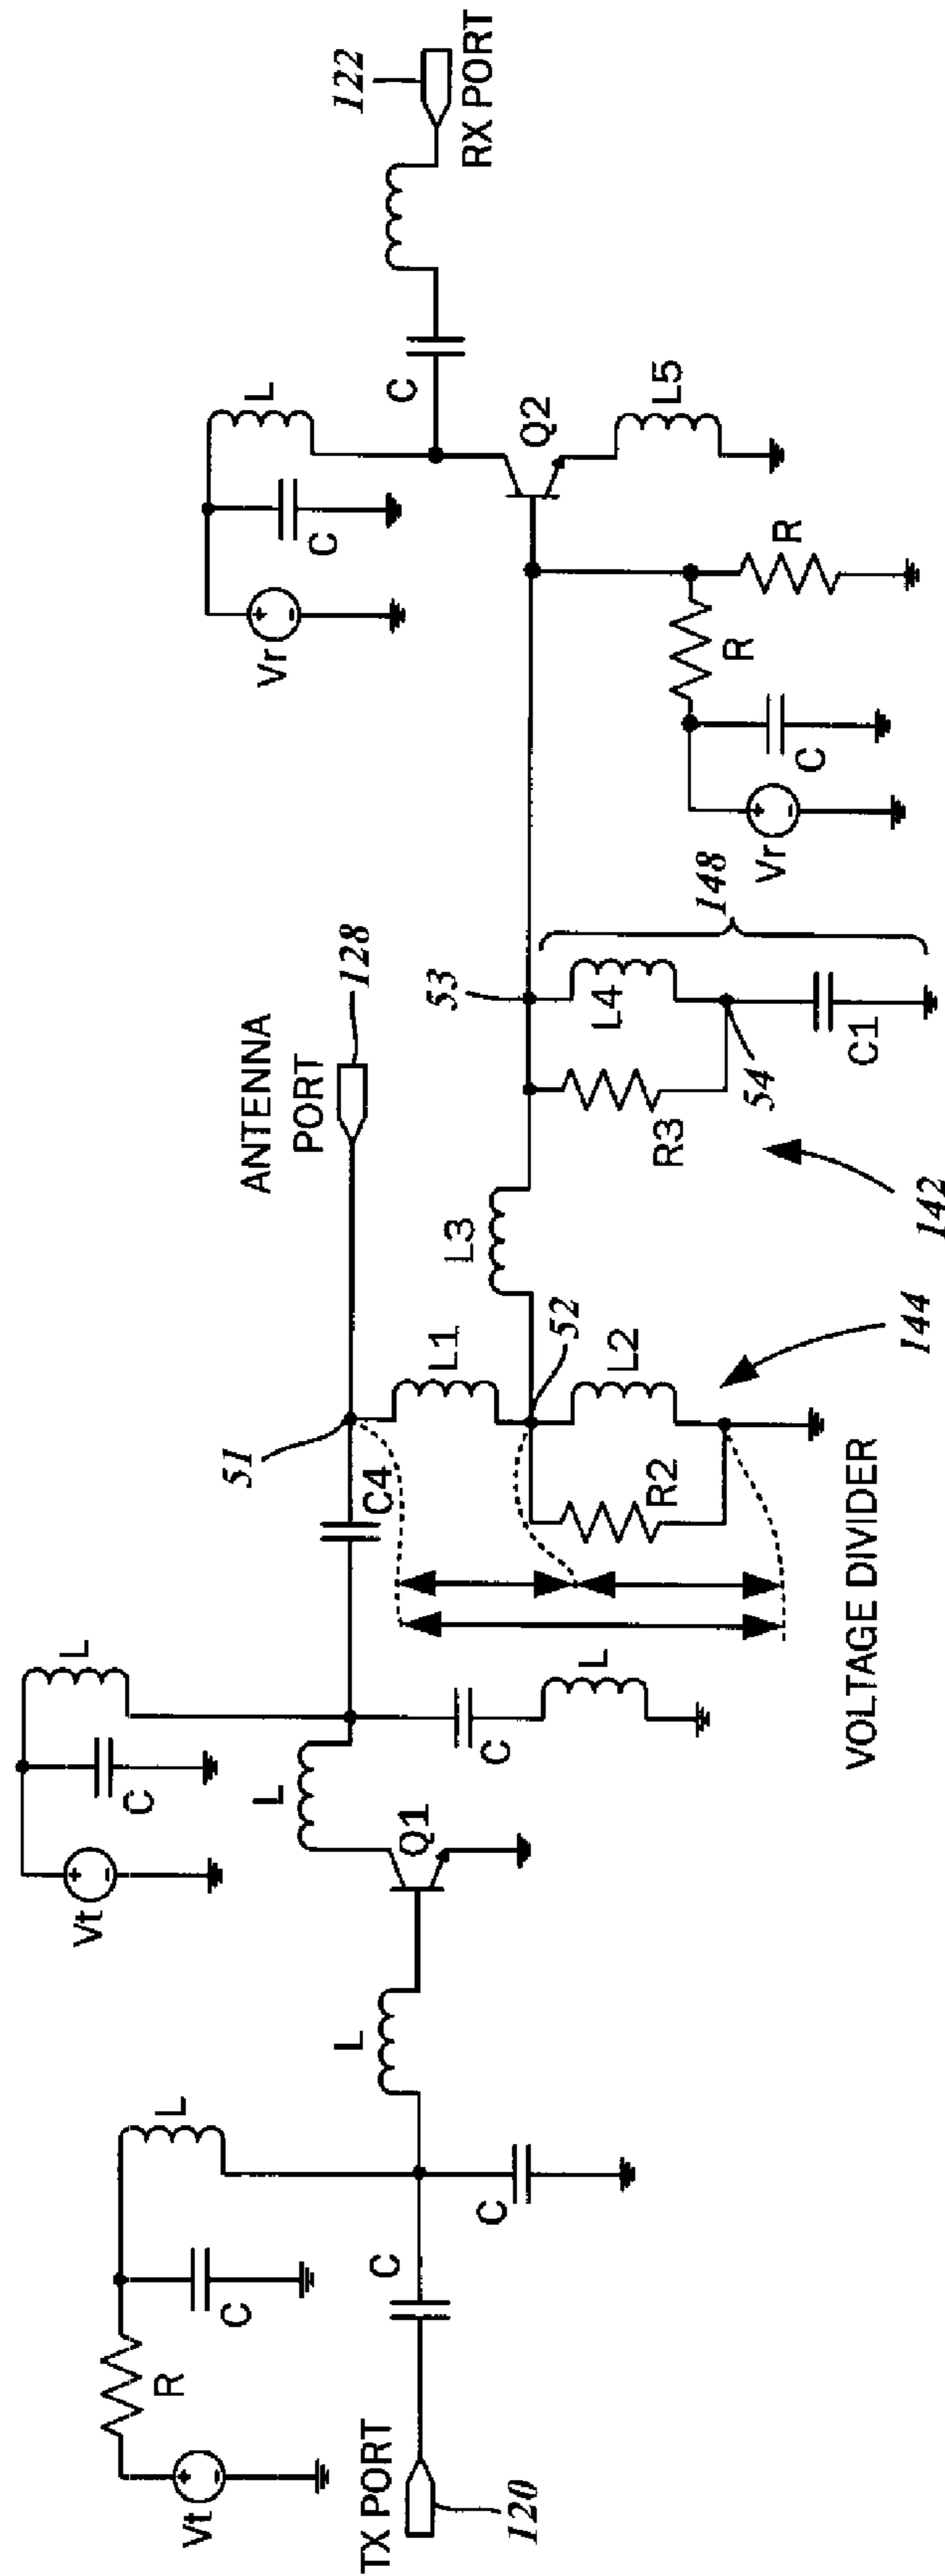 Vt
R
C
L
TX PORT
120
C
C
L
Vt
C
L
L
Q1
C
L
VOLTAGE DIVIDER
C4
51
ANTENNA
PORT
128
L1
52
R2
L2
144
L3
53
R3
L4
54
C1
142
148
Vr
C
R
R
Vr
C
L
Q2
L5
C
RX PORT
122